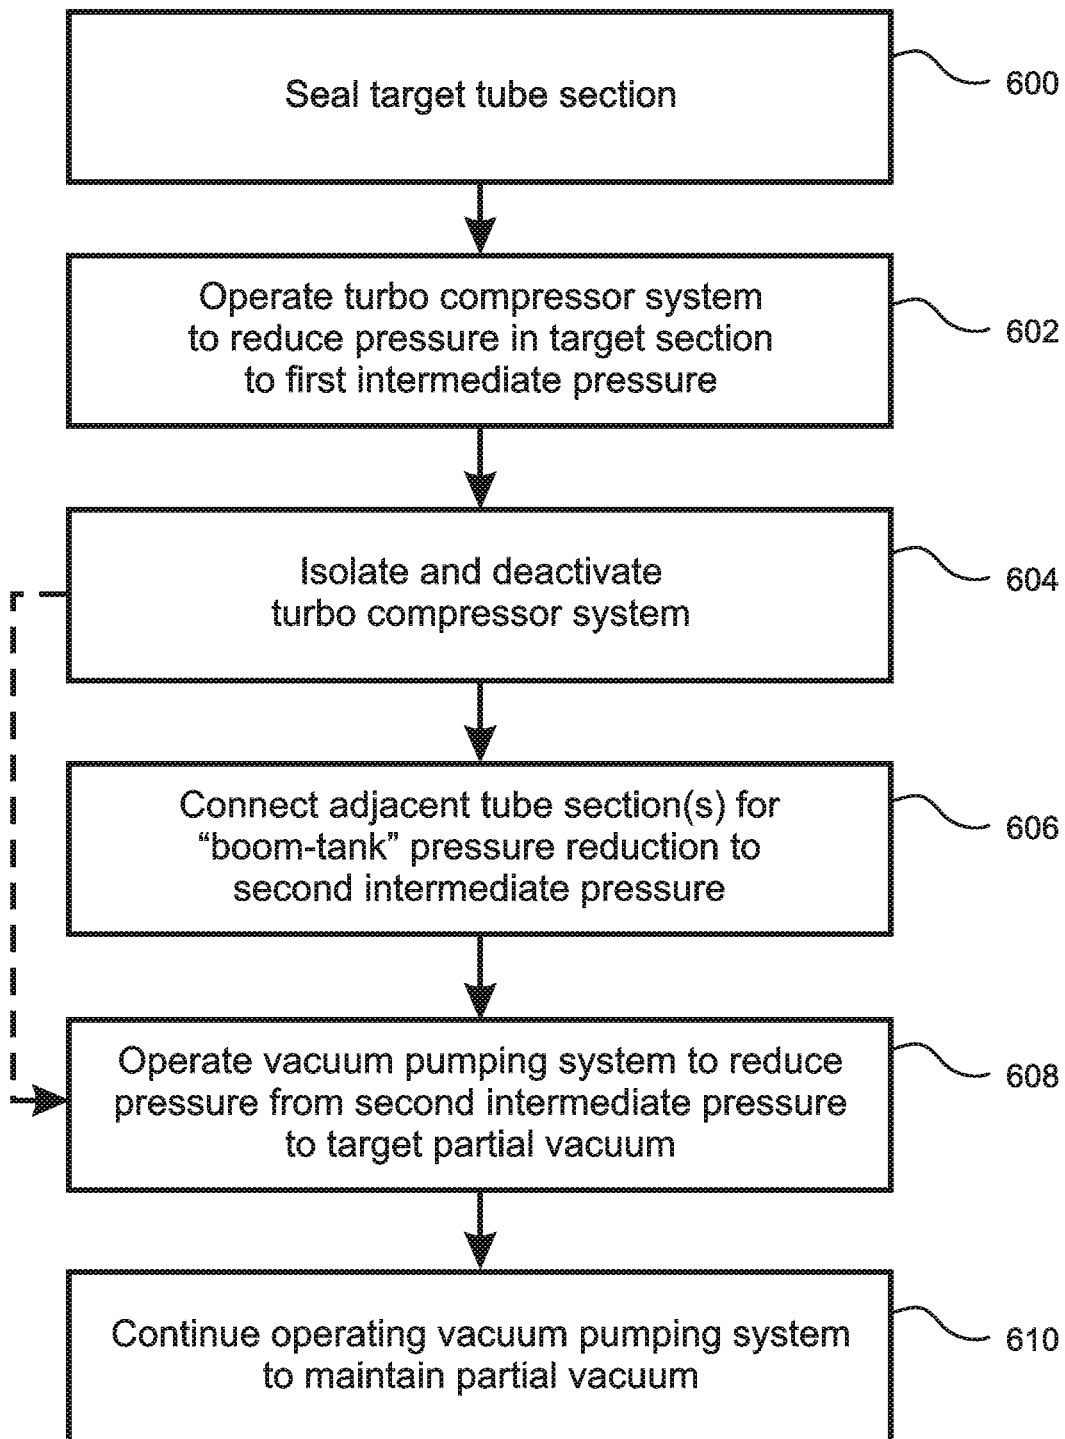 Seal target tube section
600
Operate turbo compressor system
to reduce pressure in target section
to first intermediate pressure
602
Isolate and deactivate
turbo compressor system
604
Connect adjacent tube section(s) for
“boom-tank” pressure reduction to
second intermediate pressure
606
Operate vacuum pumping system to reduce
pressure from second intermediate pressure
to target partial vacuum
608
Continue operating vacuum pumping system
to maintain partial vacuum
610